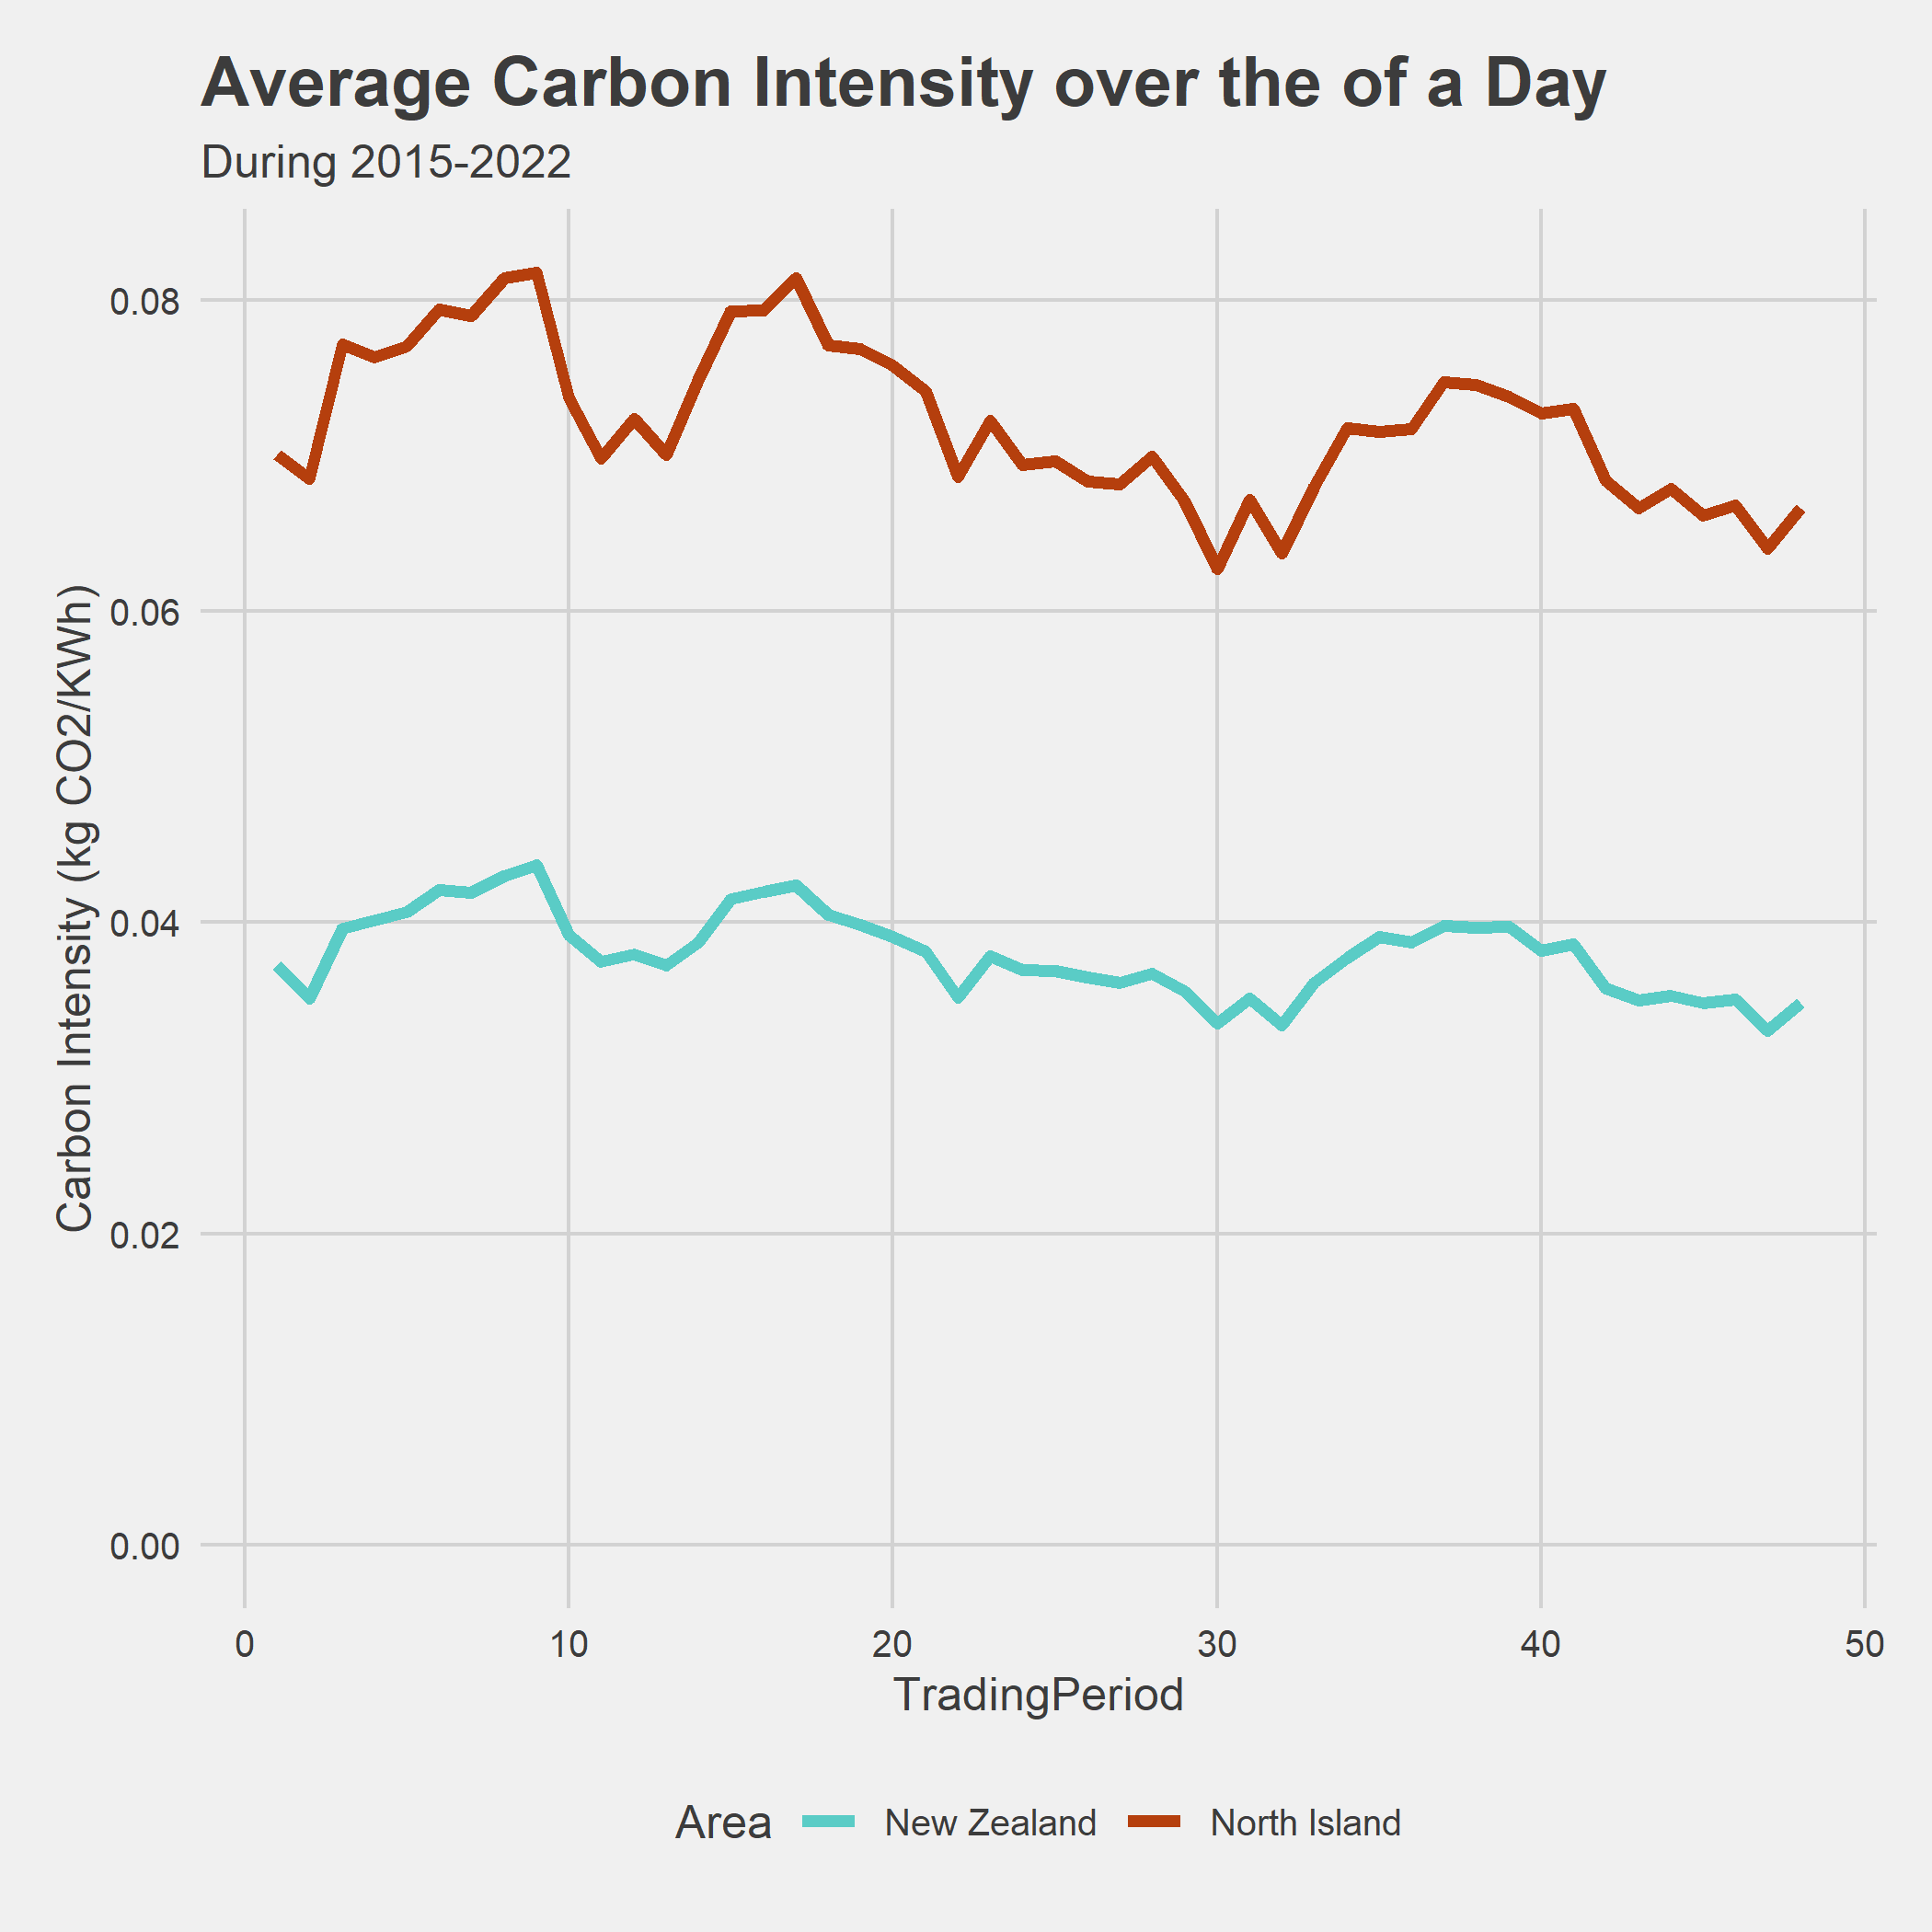 Average Carbon Intensity over the of a Day
During 2015-2022
Carbon Intensity (kg CO2/KWh)
0.08
0.06
0.04
0.02
0.00
0 10 20 30 40 50
TradingPeriod
Area New Zealand North Island